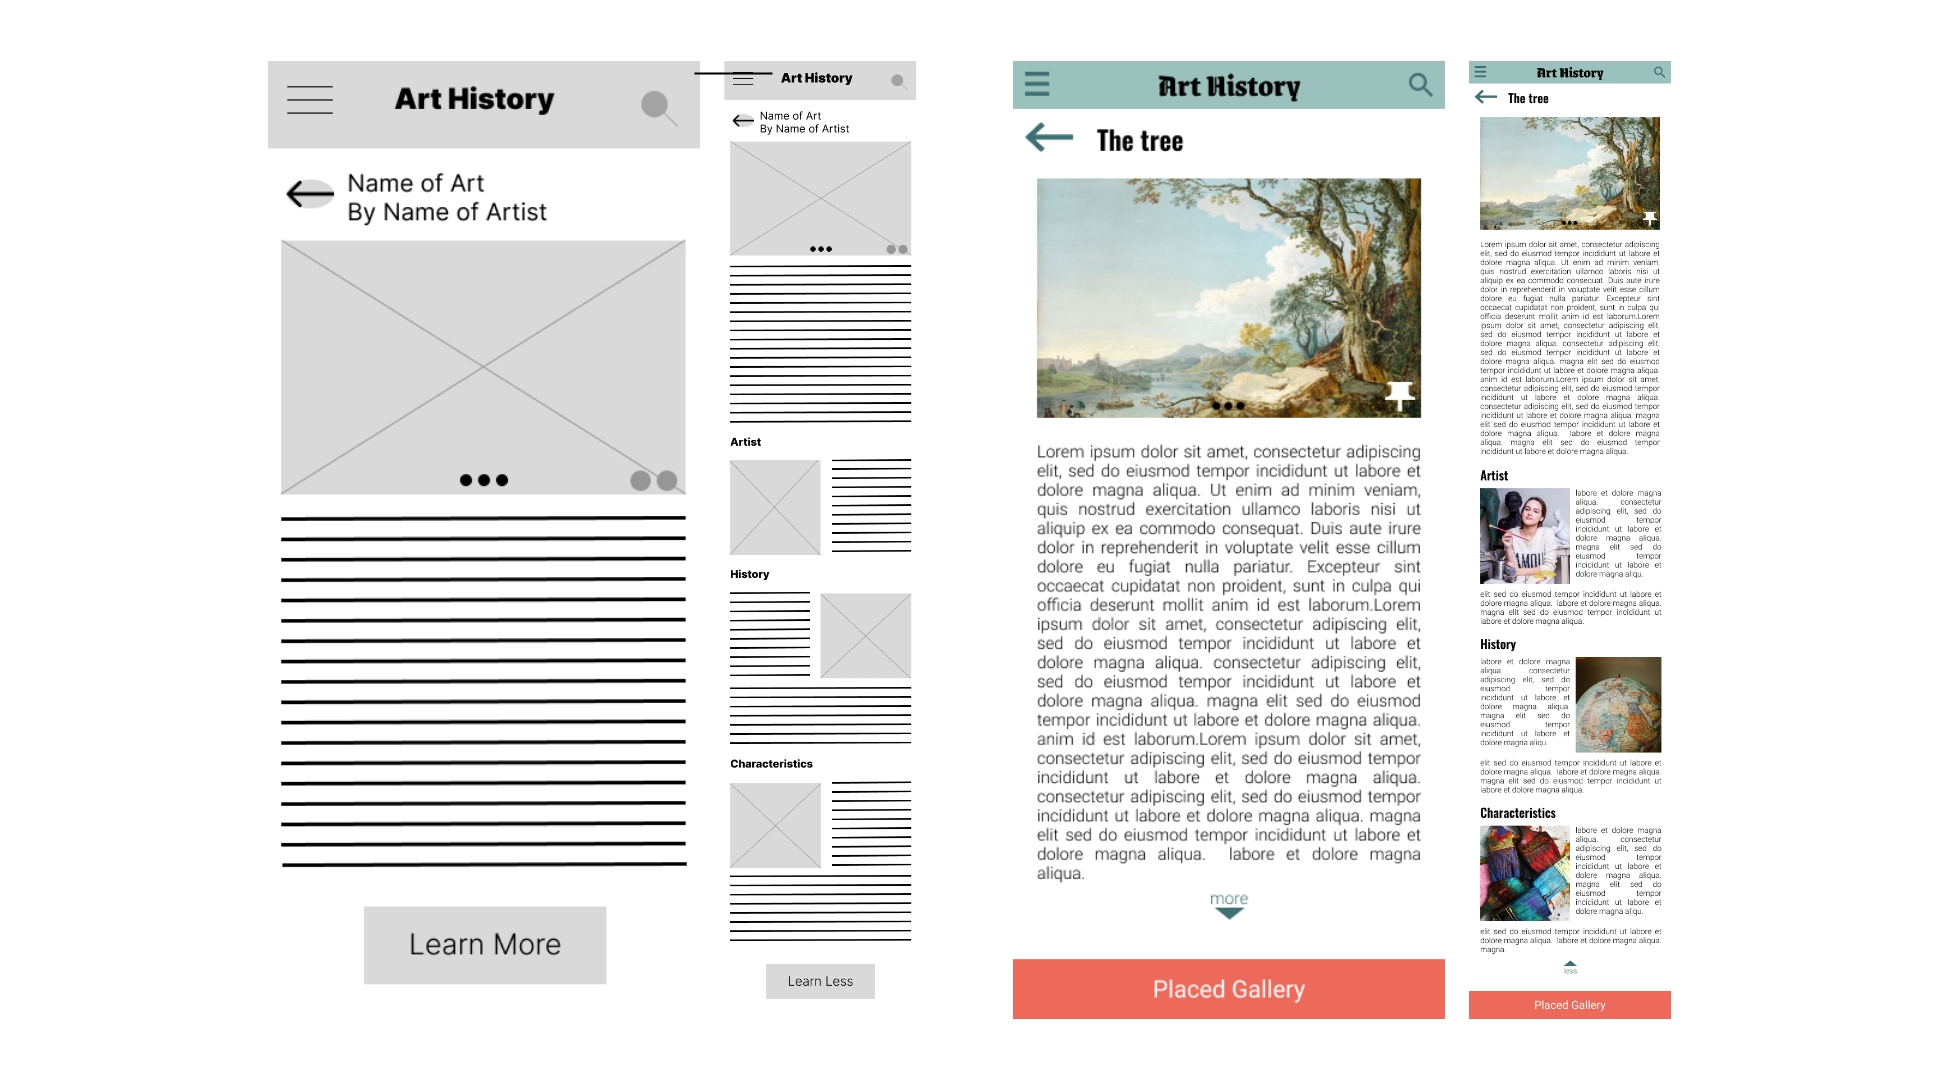 Art History
Name of Art
By Name of Artist
Learn More
Art History
Name of Art
By Name of Artist
Artist
History
Characteristics
Learn Less
Art History
The tree
Lorem ipsum dolor sit amet, consectetur adipiscing
elit, sed do eiusmod tempor incididunt ut labore et
dolore magna aliqua. Ut enim ad minim veniam,
quis nostrud exercitation ullamco laboris nisi ut
aliquip ex ea commodo consequat. Duis aute irure
dolor in reprehenderit in voluptate velit esse cillum
dolore eu fugiat nulla pariatur. Excepteur sint
occaecat cupidatat non proident, sunt in culpa qui
officia deserunt mollit anim id est laborum.Lorem
ipsum dolor sit amet, consectetur adipiscing elit,
sed do eiusmod tempor incididunt ut labore et
dolore magna aliqua. consectetur adipiscing elit,
sed do eiusmod tempor incididunt ut labore et
dolore magna aliqua. magna elit sed do eiusmod
tempor incididunt ut labore et dolore magna aliqua.
anim id est laborum.Lorem ipsum dolor sit amet,
consectetur adipiscing elit, sed do eiusmod tempor
incididunt ut labore et dolore magna aliqua.
consectetur adipiscing elit, sed do eiusmod tempor
incididunt ut labore et dolore magna aliqua. magna
elit sed do eiusmod tempor incididunt ut labore et
dolore magna aliqua. labore et dolore magna
aliqua.
more
Placed Gallery
Art History
The tree
Lorem ipsum dolor sit amet, consectetur adipiscing
elit, sed do eiusmod tempor incididunt ut labore et
dolore magna aliqua. Ut enim ad minim veniam,
quis nostrud exercitation ullamco laboris nisi ut
aliquip ex ea commodo consequat. Duis aute irure
dolor in reprehenderit in voluptate velit esse cillum
dolore eu fugiat nulla pariatur. Excepteur sint
occaecat cupidatat non proident, sunt in culpa qui
officia deserunt mollit anim id est laborum.Lorem
ipsum dolor sit amet, consectetur adipiscing elit,
sed do eiusmod tempor incididunt ut labore et
dolore magna aliqua. consectetur adipiscing elit,
sed do eiusmod tempor incididunt ut labore et
dolore magna aliqua. magna elit sed do eiusmod
tempor incididunt ut labore et dolore magna aliqua.
anim id est laborum.Lorem ipsum dolor sit amet,
consectetur adipiscing elit, sed do eiusmod tempor
incididunt ut labore et dolore magna aliqua.
consectetur adipiscing elit, sed do eiusmod tempor
incididunt ut labore et dolore magna aliqua. magna
elit sed do eiusmod tempor incididunt ut labore et
dolore magna aliqua. labore et dolore magna
aliqua. magna elit sed do eiusmod tempor
incididunt ut labore et dolore magna aliqua.
Artist
labore et dolore magna
aliqua. consectetur
adipiscing elit, sed do
eiusmod tempor
incididunt ut labore et
dolore magna aliqua.
magna elit sed do
eiusmod tempor
incididunt ut labore et
dolore magna aliqu.
elit sed do eiusmod tempor incididunt ut labore et
dolore magna aliqua. labore et dolore magna aliqua.
magna elit sed do eiusmod tempor incididunt ut
labore et dolore magna aliqua.
History
labore et dolore magna
aliqua. consectetur
adipiscing elit, sed do
eiusmod tempor
incididunt ut labore et
dolore magna aliqua.
magna elit sed do
eiusmod tempor
incididunt ut labore et
dolore magna aliqu.
elit sed do eiusmod tempor incididunt ut labore et
dolore magna aliqua. labore et dolore magna aliqua.
magna elit sed do eiusmod tempor incididunt ut
labore et dolore magna aliqua.
Characteristics
labore et dolore magna
aliqua. consectetur
adipiscing elit, sed do
eiusmod tempor
incididunt ut labore et
dolore magna aliqua.
magna elit sed do
eiusmod tempor
incididunt ut labore et
dolore magna aliqu.
elit sed do eiusmod tempor incididunt ut labore et
dolore magna aliqua. labore et dolore magna aliqua.
magna.
less
Placed Gallery